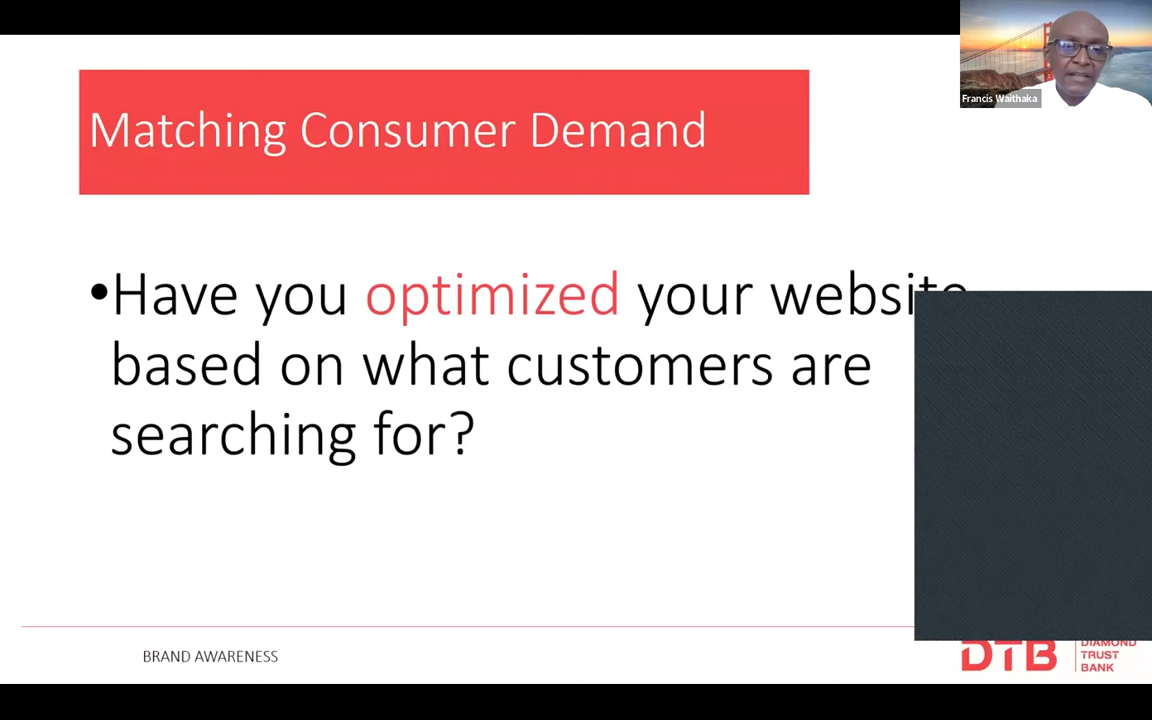 Francis Waithaka
Matching Consumer Demand
•Have you optimized your website
based on what customers are
searching for?
BRAND AWARENESS
DTB
DIAMOND
TRUST
BANK